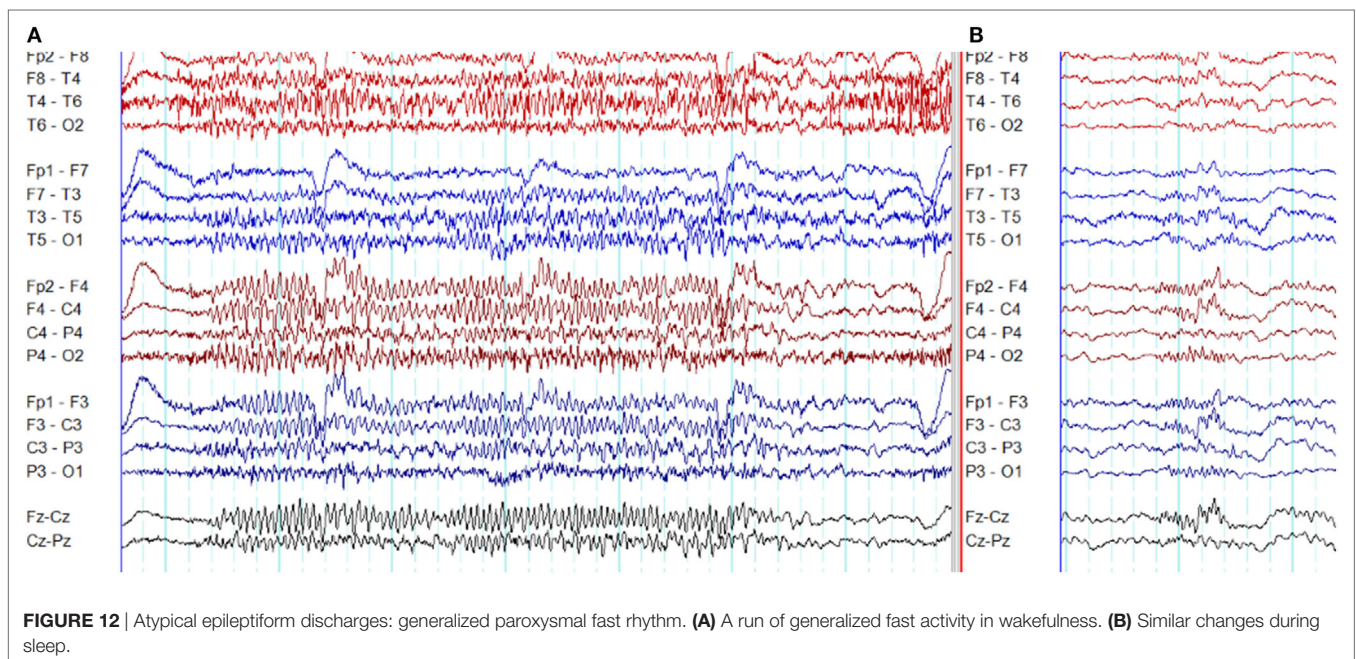 A
Fp2 - F8
F8 - T4
T4 - T6
T6 - O2
Fp1 - F7
F7 - T3
T3 - T5
T5 - O1
Fp2 - F4
F4 - C4
C4 - P4
P4 - O2
Fp1 - F3
F3 - C3
C3 - P3
P3 - O1
Fz-Cz
Cz-Pz
B
Fp2 - F8
F8 - T4
T4 - T6
T6 - O2
Fp1 - F7
F7 - T3
T3 - T5
T5 - O1
Fp2 - F4
F4 - C4
C4 - P4
P4 - O2
Fp1 - F3
F3 - C3
C3 - P3
P3 - O1
Fz-Cz
Cz-Pz
FIGURE 12 | Atypical epileptiform discharges: generalized paroxysmal fast rhythm. (A) A run of generalized fast activity in wakefulness. (B) Similar changes during
sleep.